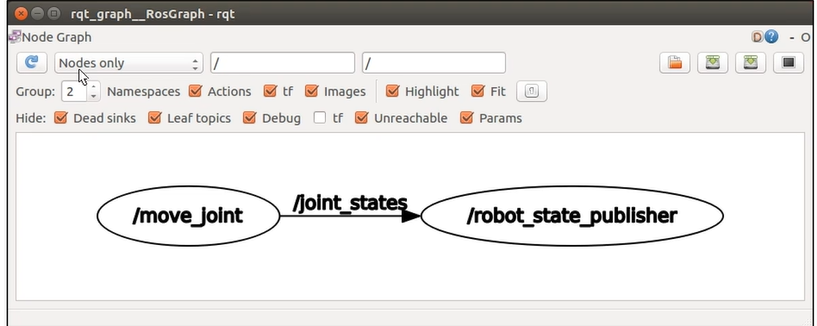 rqt_graph__RosGraph - rqt
Node Graph D ? - O
Nodes only / /
Group: 2 Namespaces Actions tf Images Highlight Fit
Hide: Dead sinks Leaf topics Debug tf Unreachable Params
/move_joint /joint_states /robot_state_publisher